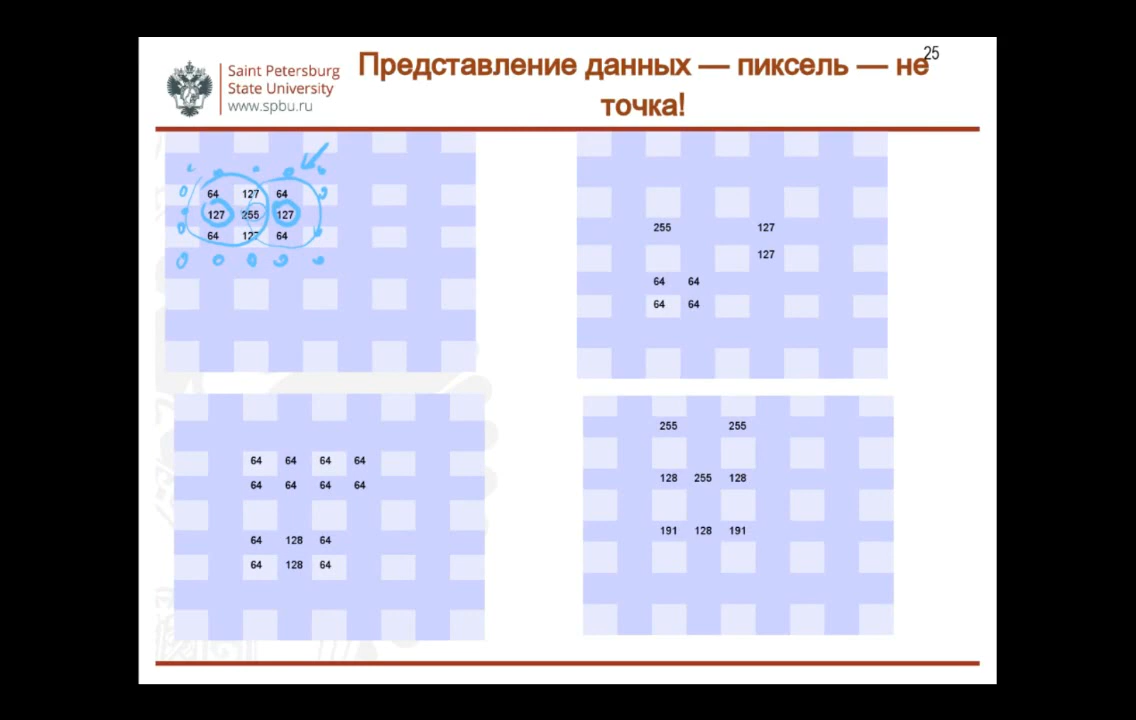 25
Saint Petersburg
State University
www.spbu.ru
Представление данных — пиксель — не
точка!
64 127 64
127 255 127
64 127 64
255 127
127
64 64
64 64
64 64 64 64
64 64 64 64
64 128 64
64 128 64
255 255
128 255 128
191 128 191